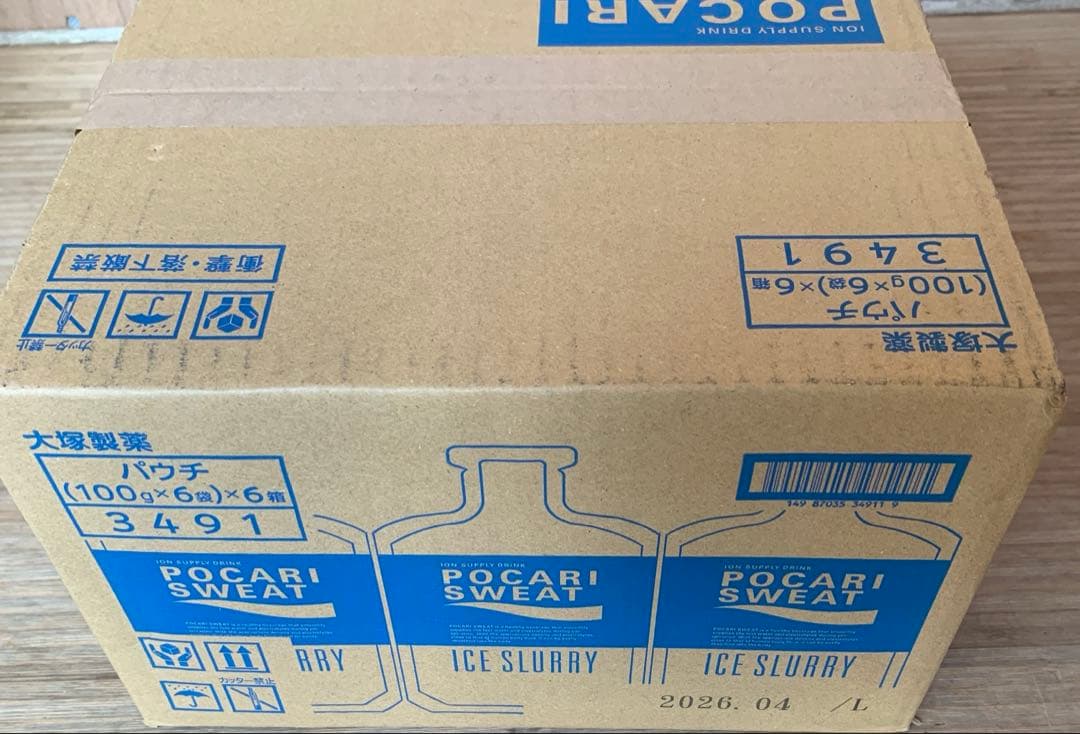 POCARI
ION SUPPLY DRINK
衝撃・落下厳禁
カッター禁止
3491
(100g×6袋)×6箱
パウチ
大塚製薬
大塚製薬
パウチ
(100g×6袋)×6箱
3491
149 87035 34911 9
ION SUPPLY DRINK
POCARI
SWEAT
ION SUPPLY DRINK
POCARI
SWEAT
ION SUPPLY DRINK
POCARI
SWEAT
RRY
ICE SLURRY
ICE SLURRY
カッター禁止
2026. 04 /L